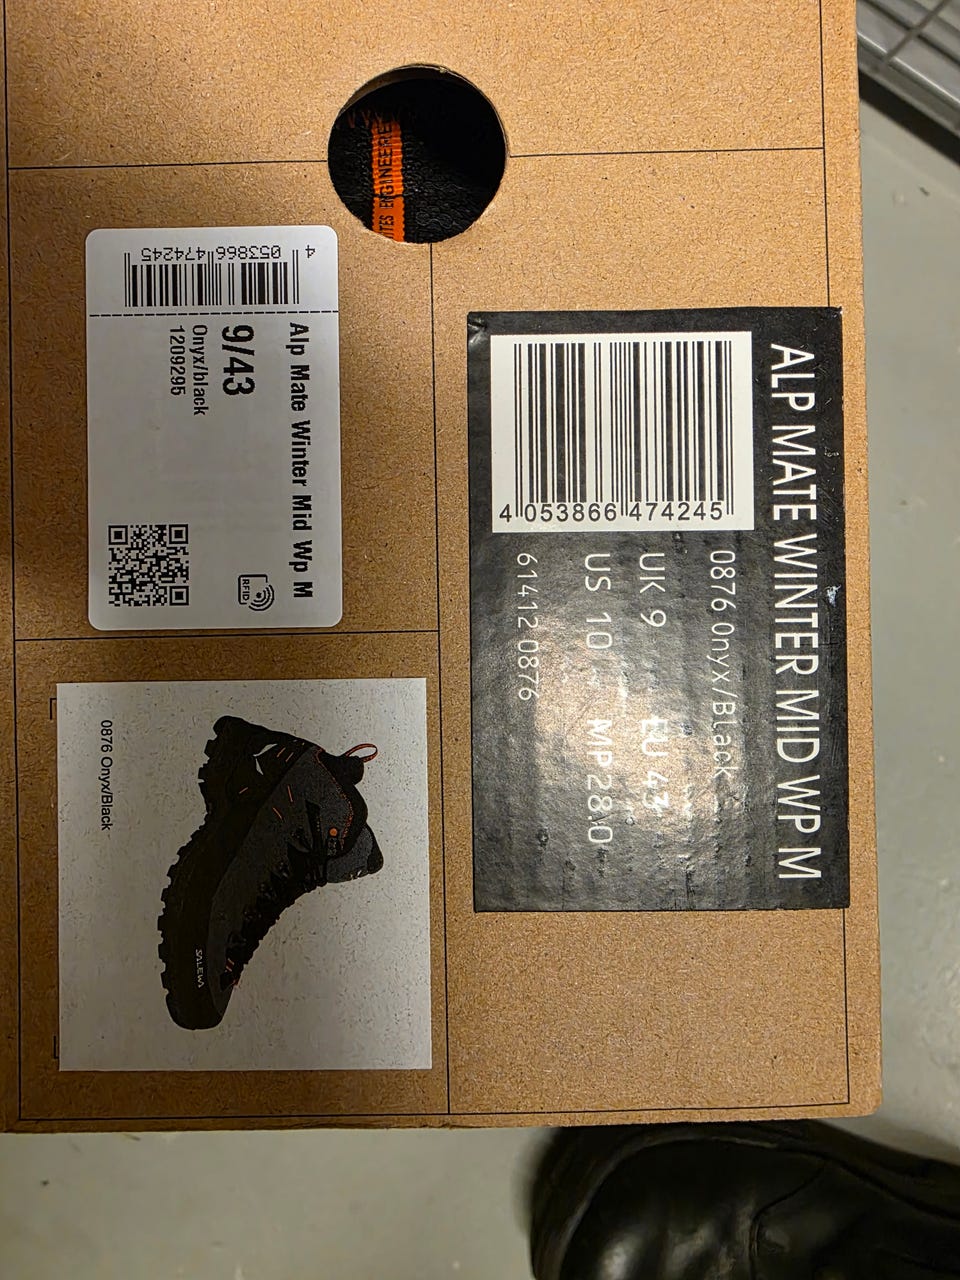 ENGINEERED
4 053866 474245
Alp Mate Winter Mid Wp M
9/43
Onyx/black
1209295
RFID
ALP MATE WINTER MID WP M
0876 Onyx/Black
UK 9 EU 43
US 10 MP 28.0
61412 0876
4 053866 474245
0876 Onyx/Black
SALEWA